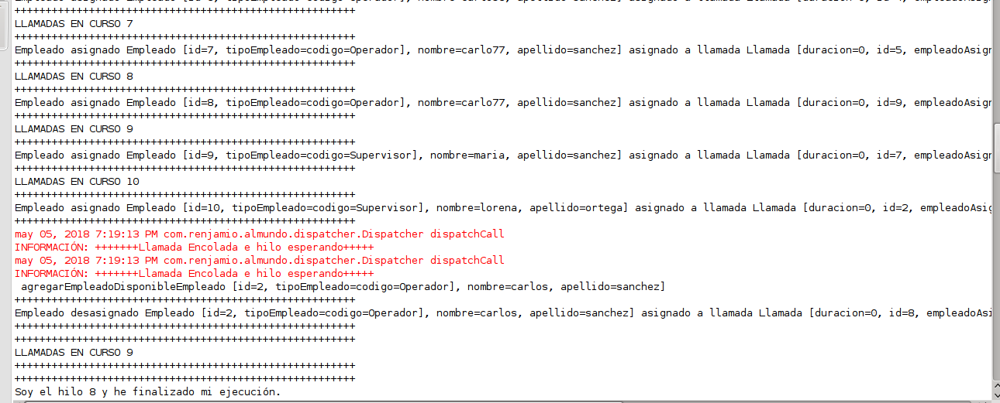 ++++++++++++++++++++++++++++++++++++++++++++++++++++++
LLAMADAS EN CURSO 7
++++++++++++++++++++++++++++++++++++++++++++++++++++++
Empleado asignado Empleado [id=7, tipoEmpleado=codigo=Operador], nombre=carlo77, apellido=sanchez] asignado a llamada Llamada [duracion=0, id=5, empleadoAsign
++++++++++++++++++++++++++++++++++++++++++++++++++++++
LLAMADAS EN CURSO 8
++++++++++++++++++++++++++++++++++++++++++++++++++++++
Empleado asignado Empleado [id=8, tipoEmpleado=codigo=Operador], nombre=carlo77, apellido=sanchez] asignado a llamada Llamada [duracion=0, id=9, empleadoAsign
++++++++++++++++++++++++++++++++++++++++++++++++++++++
LLAMADAS EN CURSO 9
++++++++++++++++++++++++++++++++++++++++++++++++++++++
Empleado asignado Empleado [id=9, tipoEmpleado=codigo=Supervisor], nombre=maria, apellido=sanchez] asignado a llamada Llamada [duracion=0, id=7, empleadoAsign
++++++++++++++++++++++++++++++++++++++++++++++++++++++
LLAMADAS EN CURSO 10
++++++++++++++++++++++++++++++++++++++++++++++++++++++
Empleado asignado Empleado [id=10, tipoEmpleado=codigo=Supervisor], nombre=lorena, apellido=ortega] asignado a llamada Llamada [duracion=0, id=2, empleadoAsig
++++++++++++++++++++++++++++++++++++++++++++++++++++++
may 05, 2018 7:19:13 PM com.renjamio.almundo.dispatcher.Dispatcher dispatchCall
INFORMACIÓN: +++++++Llamada Encolada e hilo esperando+++++
may 05, 2018 7:19:13 PM com.renjamio.almundo.dispatcher.Dispatcher dispatchCall
INFORMACIÓN: +++++++Llamada Encolada e hilo esperando+++++
agregarEmpleadoDisponibleEmpleado [id=2, tipoEmpleado=codigo=Operador], nombre=carlos, apellido=sanchez]
++++++++++++++++++++++++++++++++++++++++++++++++++++++
Empleado desasignado Empleado [id=2, tipoEmpleado=codigo=Operador], nombre=carlos, apellido=sanchez] asignado a llamada Llamada [duracion=0, id=8, empleadoAsi
++++++++++++++++++++++++++++++++++++++++++++++++++++++
++++++++++++++++++++++++++++++++++++++++++++++++++++++
LLAMADAS EN CURSO 9
++++++++++++++++++++++++++++++++++++++++++++++++++++++
++++++++++++++++++++++++++++++++++++++++++++++++++++++
Soy el hilo 8 y he finalizado mi ejecución.